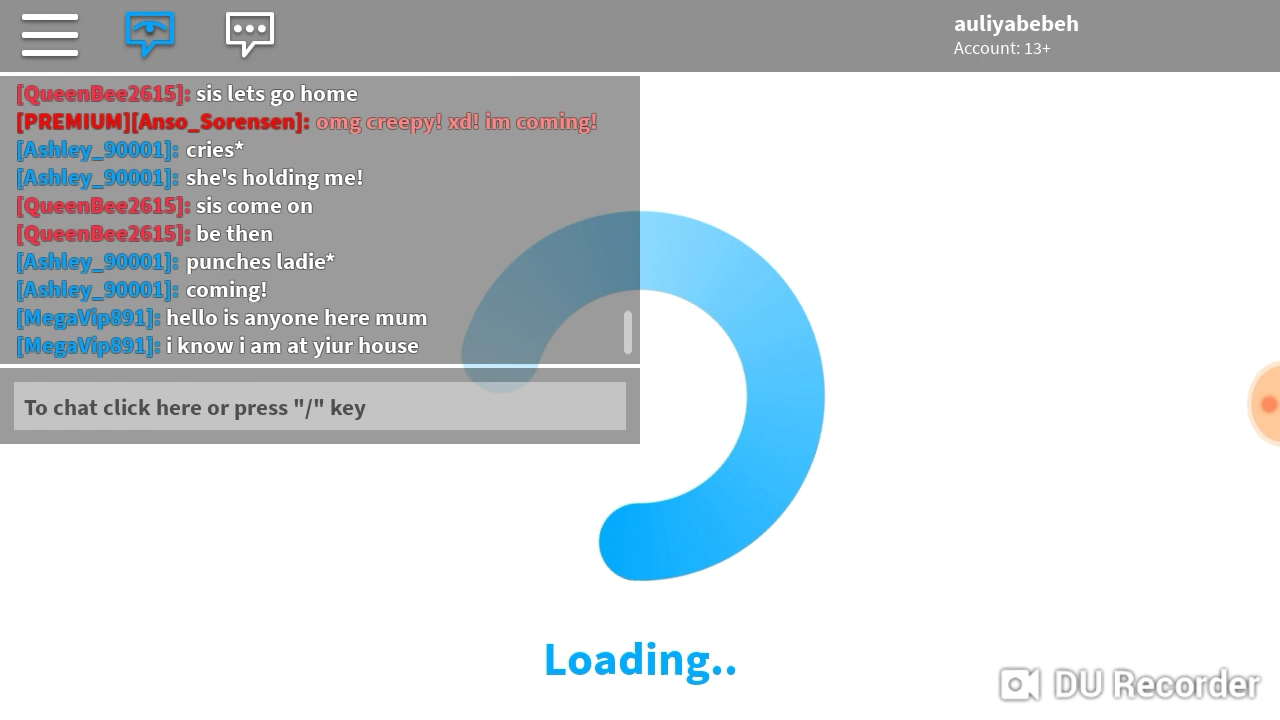 auliyabebeh
Account: 13+
[QueenBee2615]: sis lets go home
[PREMIUM][Anso_Sorensen]: omg creepy! xd! im coming!
[Ashley_90001]: cries*
[Ashley_90001]: she's holding me!
[QueenBee2615]: sis come on
[QueenBee2615]: be then
[Ashley_90001]: punches ladie*
[Ashley_90001]: coming!
[MegaVip891]: hello is anyone here mum
[MegaVip891]: i know i am at yiur house
To chat click here or press "/" key
Loading..
DU Recorder